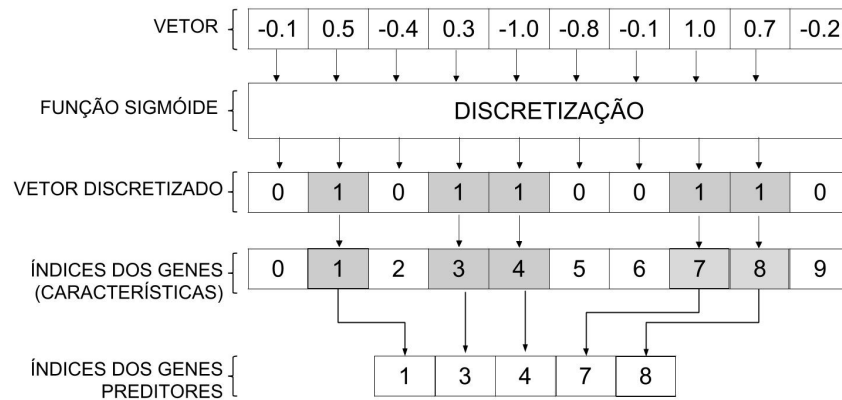 VETOR -0.1 0.5 -0.4 0.3 -1.0 -0.8 -0.1 1.0 0.7 -0.2
FUNÇÃO SIGMÓIDE DISCRETIZAÇÃO
VETOR DISCRETIZADO 0 1 0 1 1 0 0 1 1 0
ÍNDICES DOS GENES 0 1 2 3 4 5 6 7 8 9
(CARACTERÍSTICAS)
ÍNDICES DOS GENES
PREDITORES 1 3 4 7 8